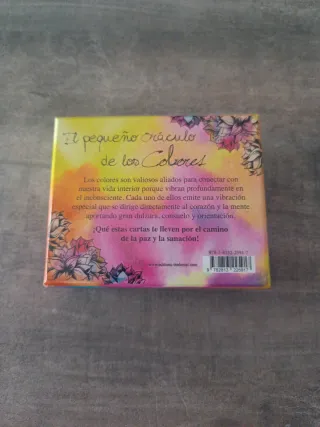 El pequeño oráculo
de los Colores
Los colores son valiosos aliados para conectar con
nuestra vida interior porque vibran profundamente en
el inconsciente. Cada uno de ellos emite una vibración
especial que se dirige directamente al corazón y la mente
aportando gran dulzura, consuelo y orientación.
¡Qué estas cartas te lleven por el camino
de la paz y la sanación!